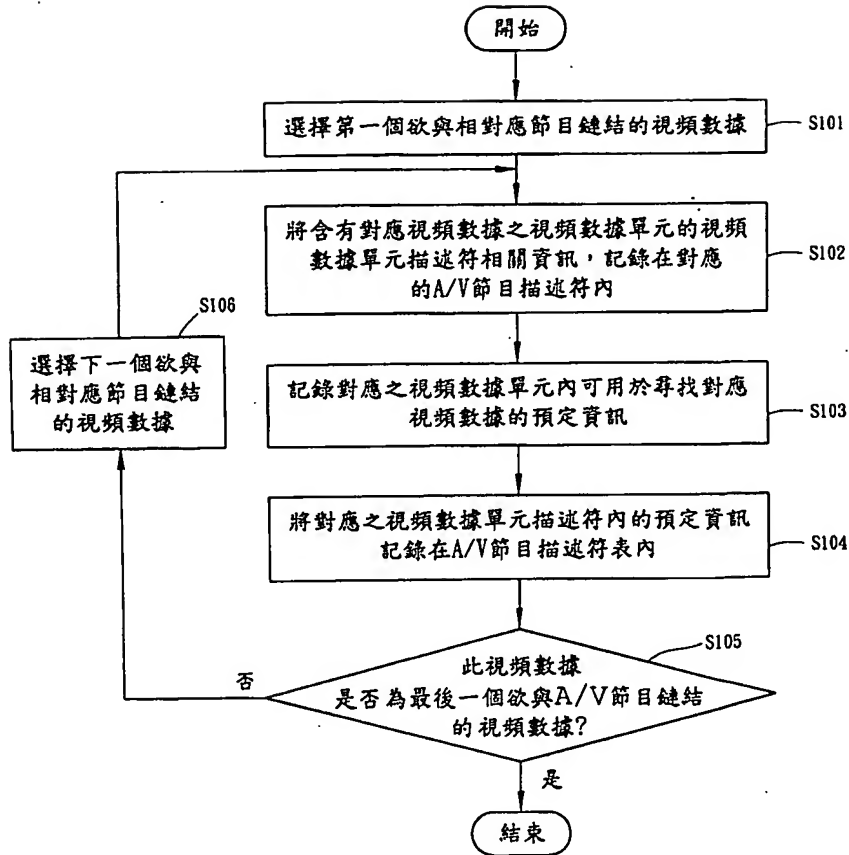 開始
選擇第一個欲與相對應節目鏈結的視頻數據
S101
將含有對應視頻數據之視頻數據單元的視頻
數據單元描述符相關資訊，記錄在對應
的A/V節目描述符內
S102
S106
選擇下一個欲與
相對應節目鏈結
的視頻數據
記錄對應之視頻數據單元內可用於尋找對應
視頻數據的預定資訊
S103
將對應之視頻數據單元描述符內的預定資訊
記錄在A/V節目描述符表內
S104
S105
此視頻數據
是否為最後一個欲與A/V節目鏈結
的視頻數據?
否
是
結束